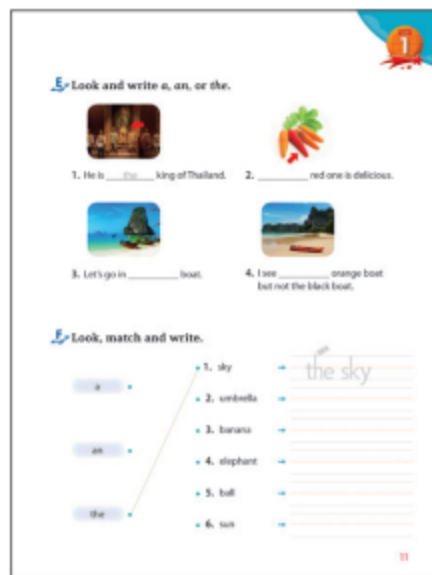 1
E Look and write a, an, or the.
1. He is the king of Thailand.
2. red one is delicious.
3. Let's go in boat.
4. I see orange boat
but not the black boat.
F Look, match and write.
a
an
the
1. sky
2. umbrella
3. banana
4. elephant
5. ball
6. sun
the sky
11